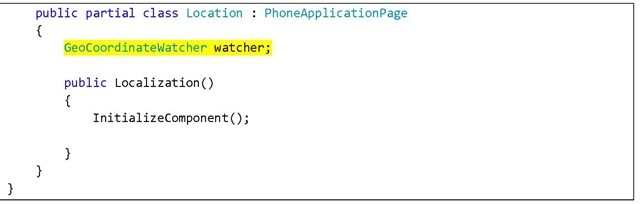 public partial class Location : PhoneApplicationPage
{
GeoCoordinateWatcher watcher;
public Localization()
{
InitializeComponent();
}
}
}